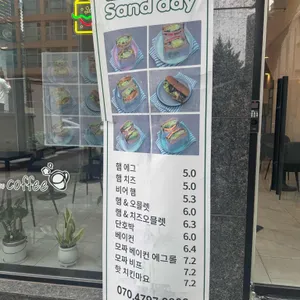 Sand day
햄 에그 5.0
햄 치즈 5.0
비어 햄 5.3
햄 & 오믈렛 6.0
햄 & 치즈오믈렛 6.3
단호박 6.0
베이컨 6.4
모짜 베이컨 에그롤 7.2
모짜 비프 7.2
핫 치킨마요 7.2
coffee